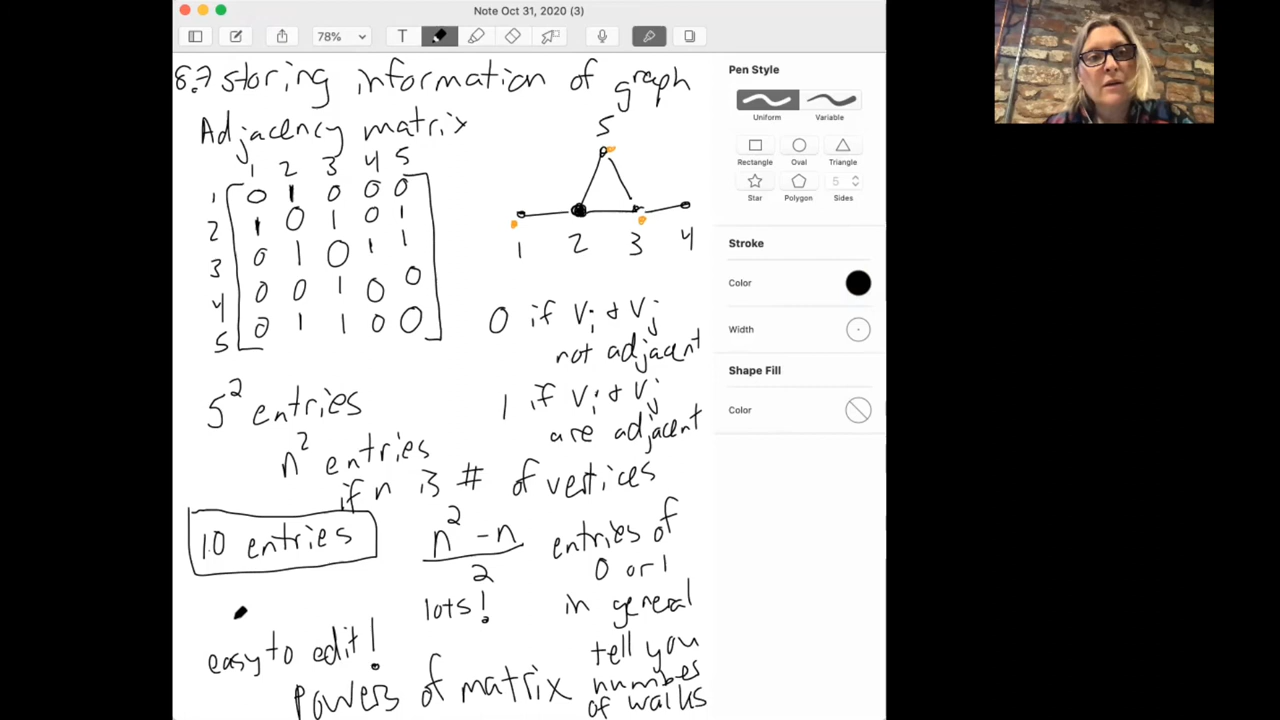 Note Oct 31, 2020 (3)
78%
T
8.7 storing information of graph
Adjacency matrix
1 2 3 4 5
1 0 1 0 0 0
2 1 0 1 0 1
3 0 1 0 1 1
4 0 0 1 0 0
5 0 1 1 0 0
5
1 2 3 4
0 if Vi + Vj
not adjacent
1 if Vi + Vj
are adjacent
5² entries
n² entries
if n is # of vertices
10 entries
n² - n
2
lots!
entries of
0 or 1
in general
easy to edit!
Powers of matrix
tell you
number
of walks
Pen Style
Uniform Variable
Rectangle Oval Triangle
Star Polygon 5 Sides
Stroke
Color
Width
Shape Fill
Color